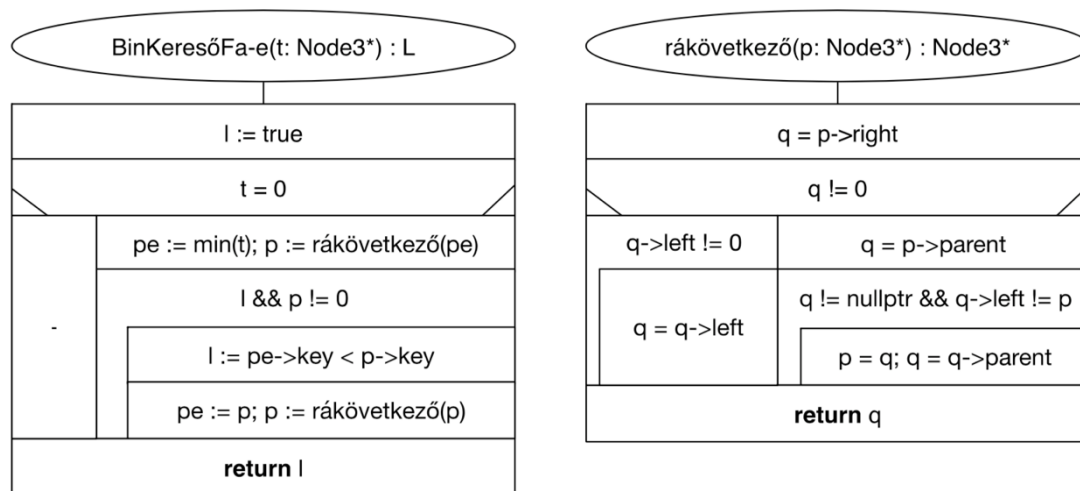 BinKeresőFa-e(t: Node3*) : L
l := true
t = 0
-
pe := min(t); p := rákövetkező(pe)
l && p != 0
l := pe->key < p->key
pe := p; p := rákövetkező(p)
return l
rákövetkező(p: Node3*) : Node3*
q = p->right
q != 0
q->left != 0
q = q->left
q = p->parent
q != nullptr && q->left != p
p = q; q = q->parent
return q